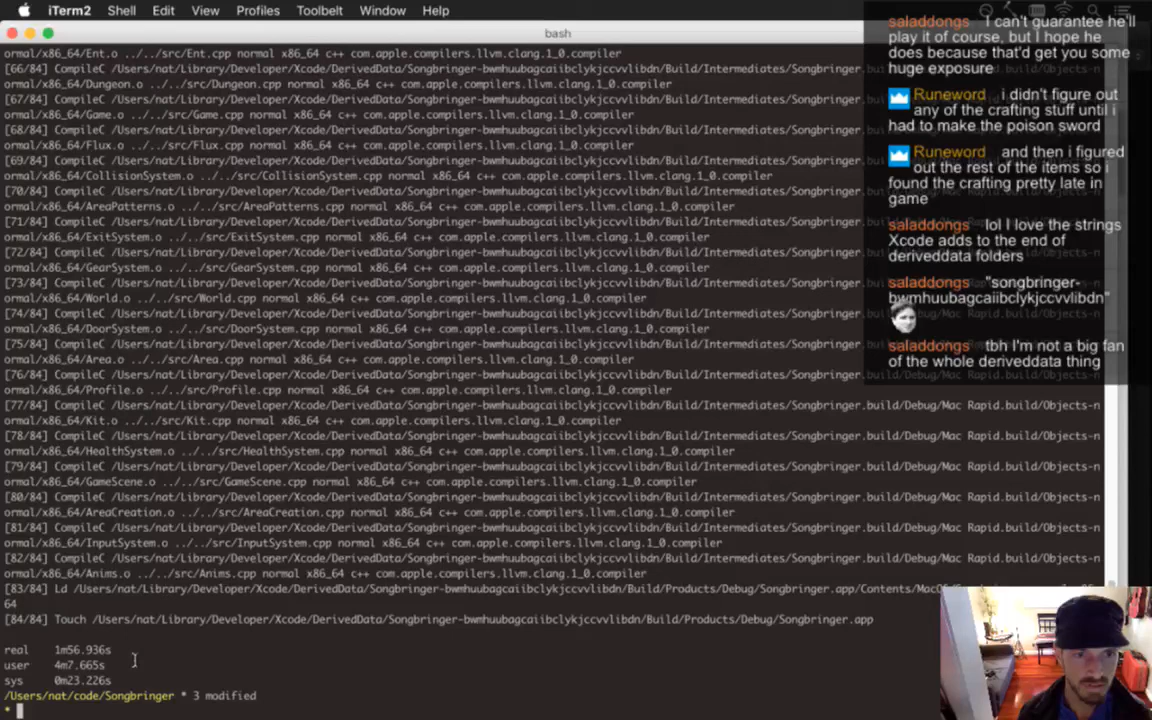 iTerm2 Shell Edit View Profiles Toolbelt Window Help
bash
ormal/x86_64/Ent.o ../../src/Ent.cpp normal x86_64 c++ com.apple.compilers.llvm.clang.1_0.compiler
[66/84] CompileC /Users/nat/Library/Developer/Xcode/DerivedData/Songbringer-bwmhuubagcaiibclykjccvvlibdn/Build/Intermediates/Songbringer.
ormal/x86_64/Dungeon.o ../../src/Dungeon.cpp normal x86_64 c++ com.apple.compilers.llvm.clang.1_0.compiler
[67/84] CompileC /Users/nat/Library/Developer/Xcode/DerivedData/Songbringer-bwmhuubagcaiibclykjccvvlibdn/Build/Intermediates/Songbringer.
ormal/x86_64/Game.o ../../src/Game.cpp normal x86_64 c++ com.apple.compilers.llvm.clang.1_0.compiler
[68/84] CompileC /Users/nat/Library/Developer/Xcode/DerivedData/Songbringer-bwmhuubagcaiibclykjccvvlibdn/Build/Intermediates/Songbringer.
ormal/x86_64/Flux.o ../../src/Flux.cpp normal x86_64 c++ com.apple.compilers.llvm.clang.1_0.compiler
[69/84] CompileC /Users/nat/Library/Developer/Xcode/DerivedData/Songbringer-bwmhuubagcaiibclykjccvvlibdn/Build/Intermediates/Songbringer.
ormal/x86_64/CollisionSystem.o ../../src/CollisionSystem.cpp normal x86_64 c++ com.apple.compilers.llvm.clang.1_0.compiler
[70/84] CompileC /Users/nat/Library/Developer/Xcode/DerivedData/Songbringer-bwmhuubagcaiibclykjccvvlibdn/Build/Intermediates/Songbringer.
ormal/x86_64/AreaPatterns.o ../../src/AreaPatterns.cpp normal x86_64 c++ com.apple.compilers.llvm.clang.1_0.compiler
[71/84] CompileC /Users/nat/Library/Developer/Xcode/DerivedData/Songbringer-bwmhuubagcaiibclykjccvvlibdn/Build/Intermediates/Songbringer.
ormal/x86_64/ExitSystem.o ../../src/ExitSystem.cpp normal x86_64 c++ com.apple.compilers.llvm.clang.1_0.compiler
[72/84] CompileC /Users/nat/Library/Developer/Xcode/DerivedData/Songbringer-bwmhuubagcaiibclykjccvvlibdn/Build/Intermediates/Songbringer.
ormal/x86_64/GearSystem.o ../../src/GearSystem.cpp normal x86_64 c++ com.apple.compilers.llvm.clang.1_0.compiler
[73/84] CompileC /Users/nat/Library/Developer/Xcode/DerivedData/Songbringer-bwmhuubagcaiibclykjccvvlibdn/Build/Intermediates/Songbringer.
ormal/x86_64/World.o ../../src/World.cpp normal x86_64 c++ com.apple.compilers.llvm.clang.1_0.compiler
[74/84] CompileC /Users/nat/Library/Developer/Xcode/DerivedData/Songbringer-bwmhuubagcaiibclykjccvvlibdn/Build/Intermediates/Songbringer.
ormal/x86_64/DoorSystem.o ../../src/DoorSystem.cpp normal x86_64 c++ com.apple.compilers.llvm.clang.1_0.compiler
[75/84] CompileC /Users/nat/Library/Developer/Xcode/DerivedData/Songbringer-bwmhuubagcaiibclykjccvvlibdn/Build/Intermediates/Songbringer.
ormal/x86_64/Area.o ../../src/Area.cpp normal x86_64 c++ com.apple.compilers.llvm.clang.1_0.compiler
[76/84] CompileC /Users/nat/Library/Developer/Xcode/DerivedData/Songbringer-bwmhuubagcaiibclykjccvvlibdn/Build/Intermediates/Songbringer.
ormal/x86_64/Profile.o ../../src/Profile.cpp normal x86_64 c++ com.apple.compilers.llvm.clang.1_0.compiler
[77/84] CompileC /Users/nat/Library/Developer/Xcode/DerivedData/Songbringer-bwmhuubagcaiibclykjccvvlibdn/Build/Intermediates/Songbringer.build/Debug/Mac Rapid.build/Objects-n
ormal/x86_64/Kit.o ../../src/Kit.cpp normal x86_64 c++ com.apple.compilers.llvm.clang.1_0.compiler
[78/84] CompileC /Users/nat/Library/Developer/Xcode/DerivedData/Songbringer-bwmhuubagcaiibclykjccvvlibdn/Build/Intermediates/Songbringer.build/Debug/Mac Rapid.build/Objects-n
ormal/x86_64/HealthSystem.o ../../src/HealthSystem.cpp normal x86_64 c++ com.apple.compilers.llvm.clang.1_0.compiler
[79/84] CompileC /Users/nat/Library/Developer/Xcode/DerivedData/Songbringer-bwmhuubagcaiibclykjccvvlibdn/Build/Intermediates/Songbringer.build/Debug/Mac Rapid.build/Objects-n
ormal/x86_64/GameScene.o ../../src/GameScene.cpp normal x86_64 c++ com.apple.compilers.llvm.clang.1_0.compiler
[80/84] CompileC /Users/nat/Library/Developer/Xcode/DerivedData/Songbringer-bwmhuubagcaiibclykjccvvlibdn/Build/Intermediates/Songbringer.build/Debug/Mac Rapid.build/Objects-n
ormal/x86_64/AreaCreation.o ../../src/AreaCreation.cpp normal x86_64 c++ com.apple.compilers.llvm.clang.1_0.compiler
[81/84] CompileC /Users/nat/Library/Developer/Xcode/DerivedData/Songbringer-bwmhuubagcaiibclykjccvvlibdn/Build/Intermediates/Songbringer.build/Debug/Mac Rapid.build/Objects-n
ormal/x86_64/InputSystem.o ../../src/InputSystem.cpp normal x86_64 c++ com.apple.compilers.llvm.clang.1_0.compiler
[82/84] CompileC /Users/nat/Library/Developer/Xcode/DerivedData/Songbringer-bwmhuubagcaiibclykjccvvlibdn/Build/Intermediates/Songbringer.build/Debug/Mac Rapid.build/Objects-n
ormal/x86_64/Anims.o ../../src/Anims.cpp normal x86_64 c++ com.apple.compilers.llvm.clang.1_0.compiler
[83/84] Ld /Users/nat/Library/Developer/Xcode/DerivedData/Songbringer-bwmhuubagcaiibclykjccvvlibdn/Build/Products/Debug/Songbringer.app/Contents/MacOS/
64
[84/84] Touch /Users/nat/Library/Developer/Xcode/DerivedData/Songbringer-bwmhuubagcaiibclykjccvvlibdn/Build/Products/Debug/Songbringer.app
real 1m56.936s
user 4m7.665s
sys 0m23.226s
/Users/nat/code/Songbringer * 3 modified
*
saladdongs I can't guarantee he'll
play it of course, but I hope he
does because that'd get you some
huge exposure
Runeword i didn't figure out
any of the crafting stuff until i
had to make the poison sword
Runeword and then i figured
out the rest of the items so i
found the crafting pretty late in
game
saladdongs lol I love the strings
Xcode adds to the end of
deriveddata folders
saladdongs "songbringer-
bwmhuubagcaiibclykjccvvlibdn"
saladdongs tbh I'm not a big fan
of the whole deriveddata thing